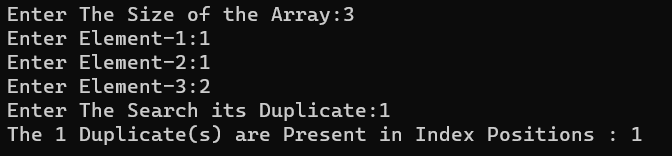 Enter The Size of the Array:3
Enter Element-1:1
Enter Element-2:1
Enter Element-3:2
Enter The Search its Duplicate:1
The 1 Duplicate(s) are Present in Index Positions : 1